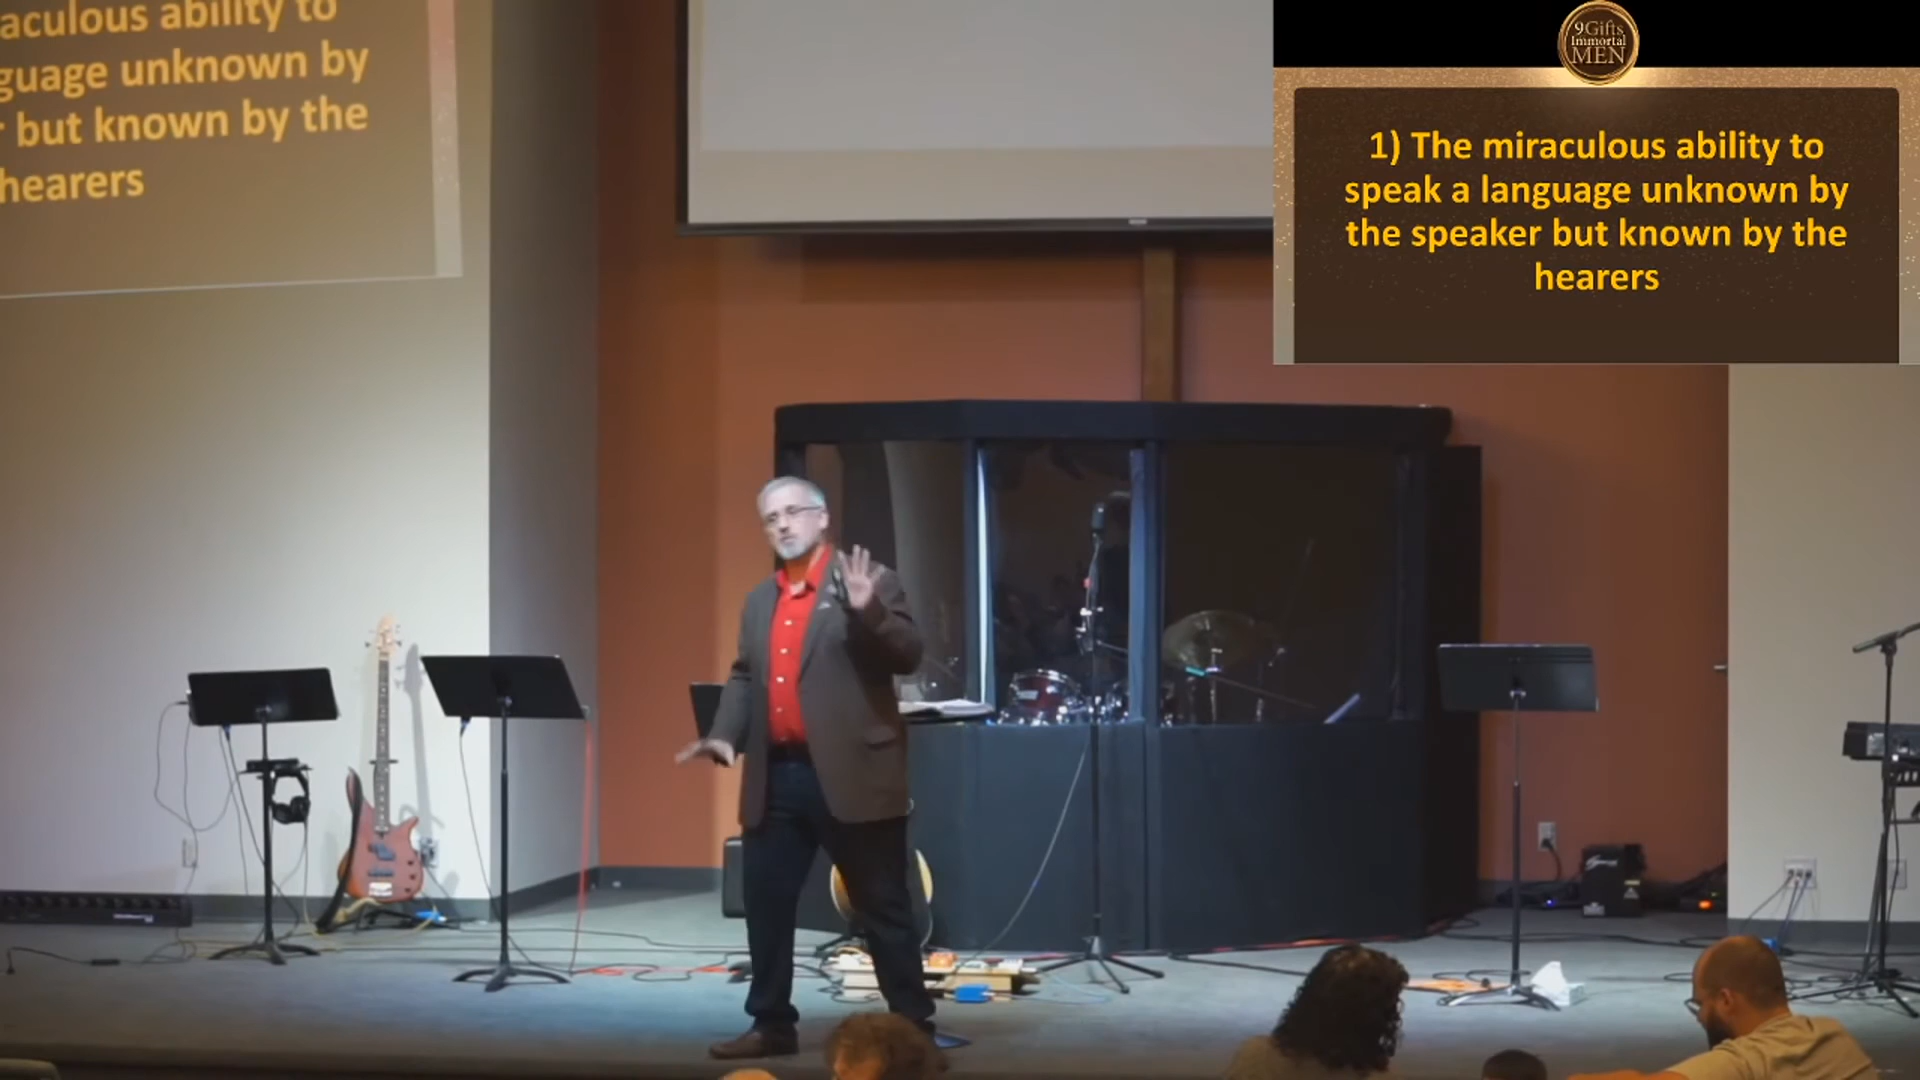 aculous ability to
guage unknown by
r but known by the
hearers
9Gifts
Immortal
MEN
1) The miraculous ability to
speak a language unknown by
the speaker but known by the
hearers